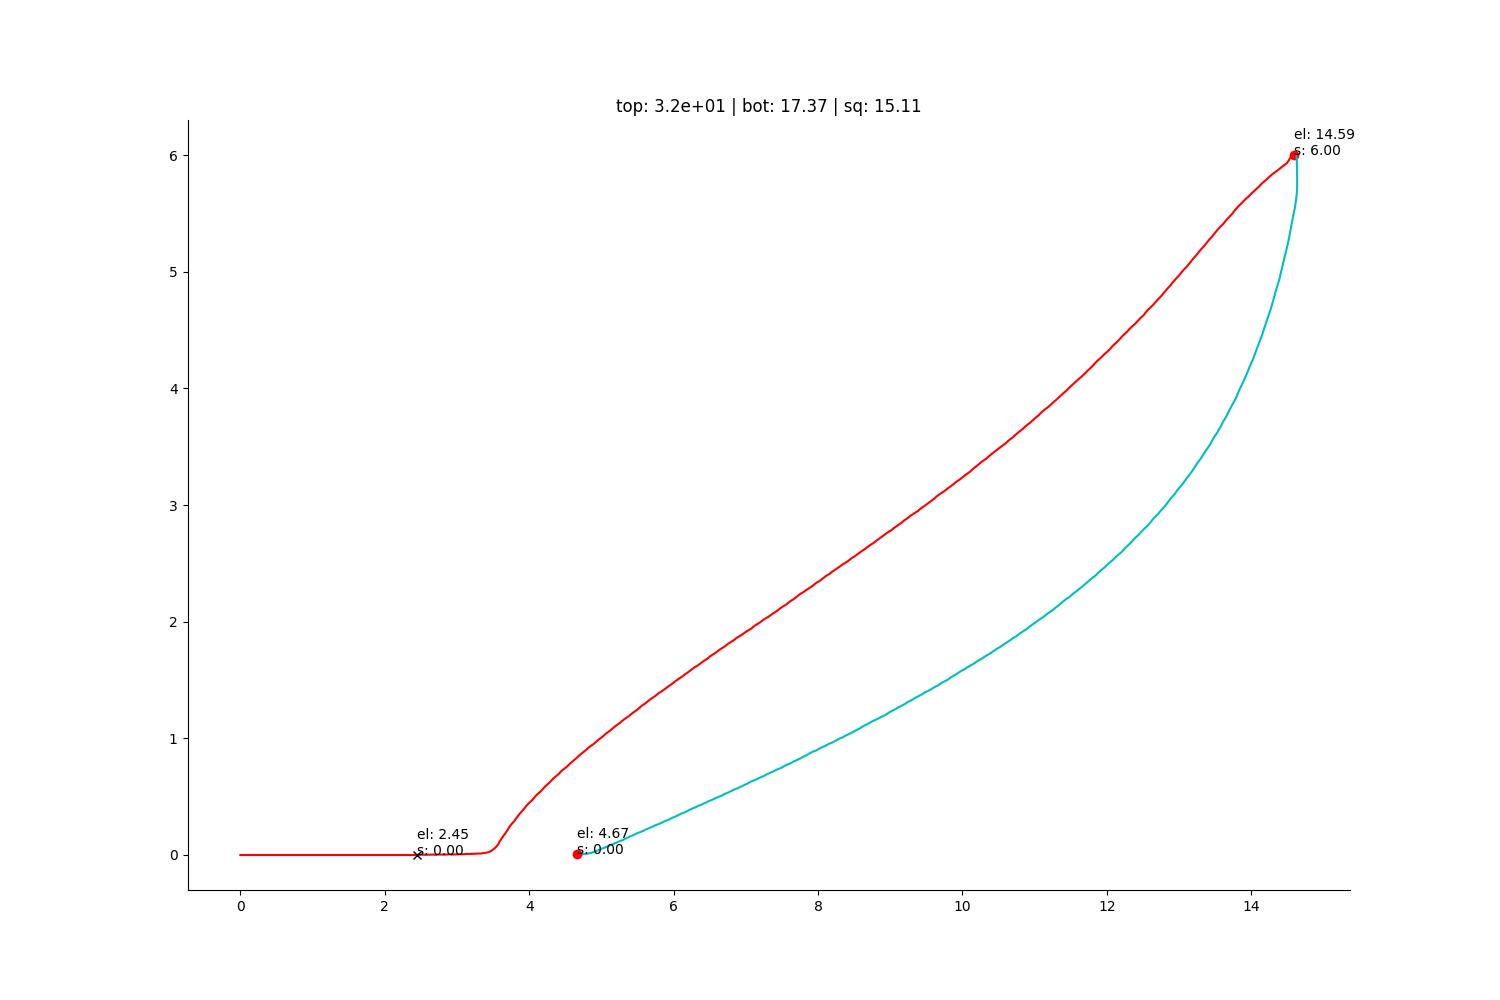 top: 3.2e+01 | bot: 17.37 | sq: 15.11
el: 14.59
s: 6.00
6
5
4
3
2
1
0
el: 2.45
s: 0.00
el: 4.67
s: 0.00
0 2 4 6 8 10 12 14